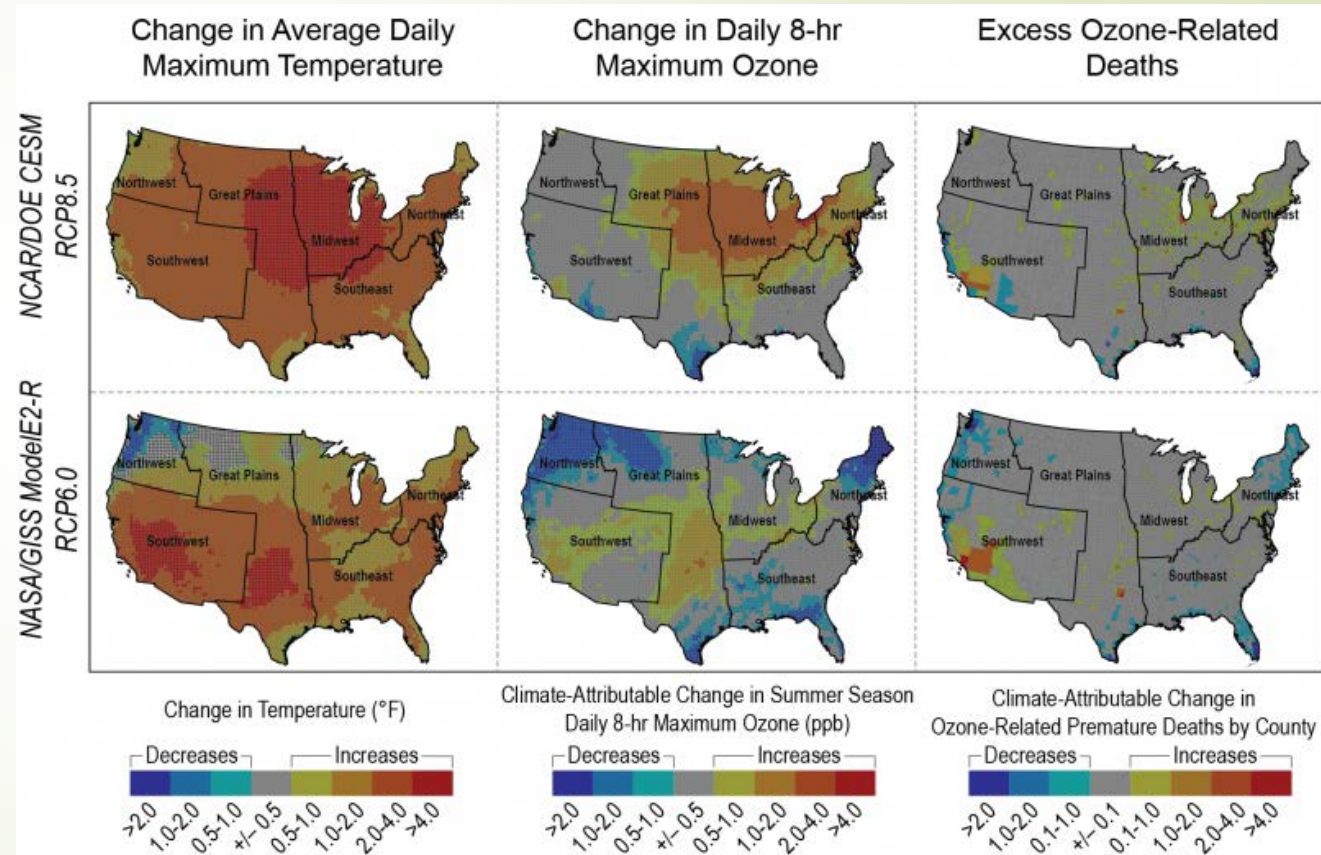 Change in Average Daily
Maximum Temperature
Change in Daily 8-hr
Maximum Ozone
Excess Ozone-Related
Deaths
NCAR/DOE CESM
RCP8.5
Northwest
Great Plains
Midwest
Northeast
Southwest
Southeast
Northwest
Great Plains
Midwest
Northeast
Southwest
Southeast
Northwest
Great Plains
Midwest
Northeast
Southwest
Southeast
NASA/GISS ModelE2-R
RCP6.0
Northwest
Great Plains
Northeast
Midwest
Southwest
Southeast
Northwest
Great Plains
Northeast
Midwest
Southwest
Southeast
Northwest
Great Plains
Northeast
Midwest
Southwest
Southeast
Change in Temperature (°F)
Decreases Increases
>2.0 1.0-2.0 0.5-1.0 +/- 0.5 0.5-1.0 1.0-2.0 2.0-4.0 >4.0
Climate-Attributable Change in Summer Season
Daily 8-hr Maximum Ozone (ppb)
Decreases Increases
>2.0 1.0-2.0 0.5-1.0 +/- 0.5 0.5-1.0 1.0-2.0 2.0-4.0 >4.0
Climate-Attributable Change in
Ozone-Related Premature Deaths by County
Decreases Increases
>2.0 1.0-2.0 0.1-1.0 +/-0.1 0.1-1.0 1.0-2.0 2.0-4.0 >4.0